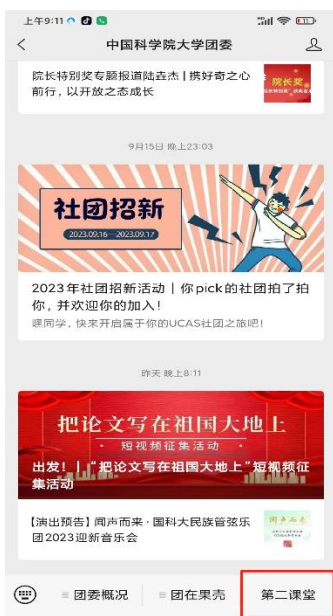 上午9:11
中国科学院大学团委
院长特别奖专题报道陆垚杰丨携好奇之心
前行，以开放之态成长
院长奖
9月15日 晚上23:03
社团招新
2023.09.16—2023.09.17
2023年社团招新活动丨你pick的社团拍了拍
你，并欢迎你的加入！
嘿同学，快来开启属于你的UCAS社团之旅吧！
昨天 晚上8:11
把论文写在祖国大地上
· 短视频征集活动 ·
出发！丨“把论文写在祖国大地上”短视频征
集活动
【演出预告】闻声而来·国科大民族管弦乐
团2023迎新音乐会
闻声而来
团委概况
团在果壳
第二课堂